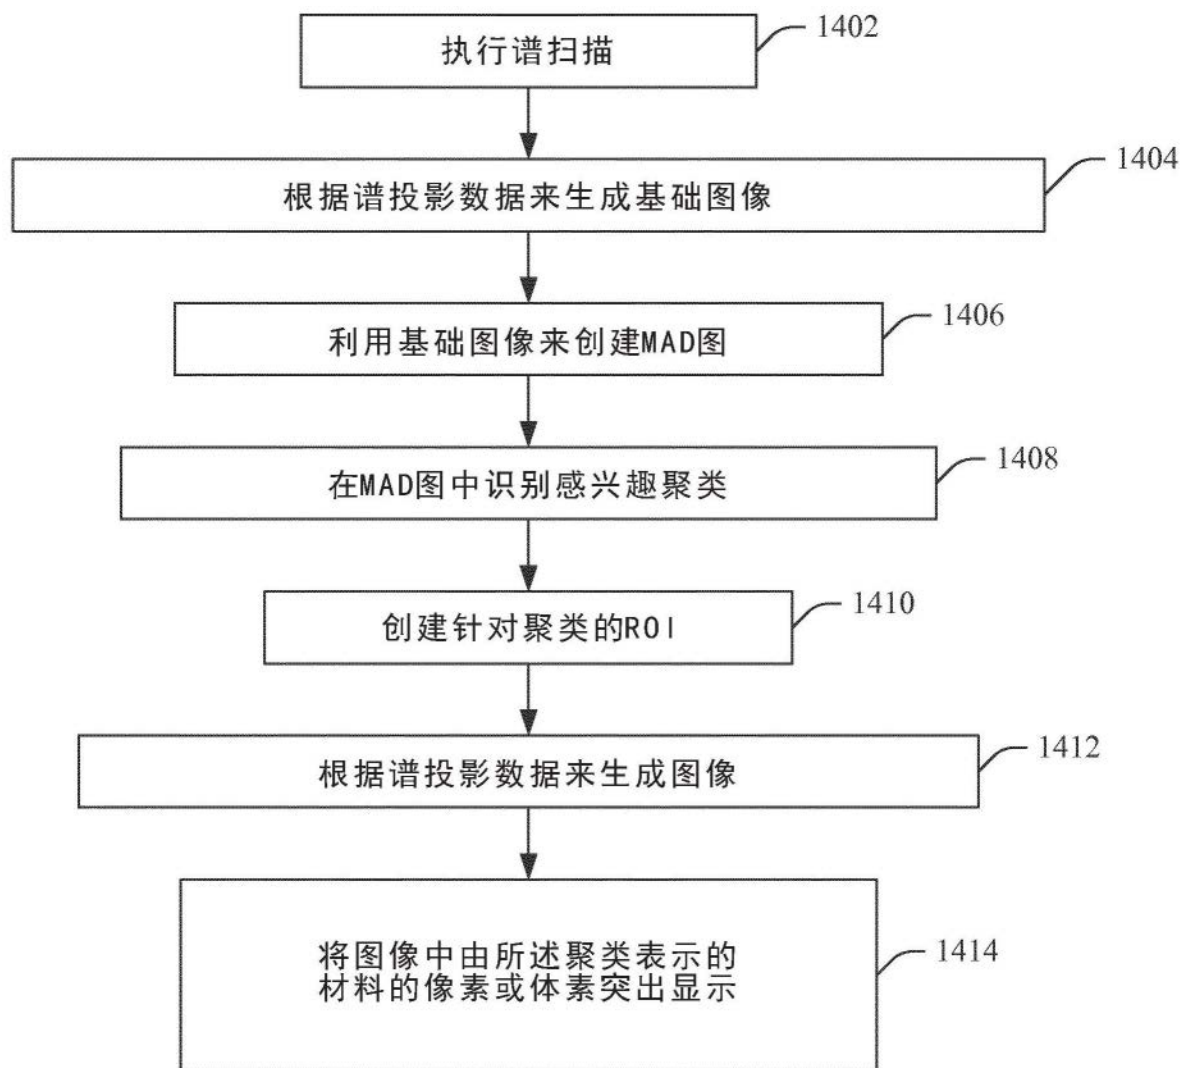 执行谱扫描
1402
根据谱投影数据来生成基础图像
1404
利用基础图像来创建MAD图
1406
在MAD图中识别感兴趣聚类
1408
创建针对聚类的ROI
1410
根据谱投影数据来生成图像
1412
将图像中由所述聚类表示的
材料的像素或体素突出显示
1414